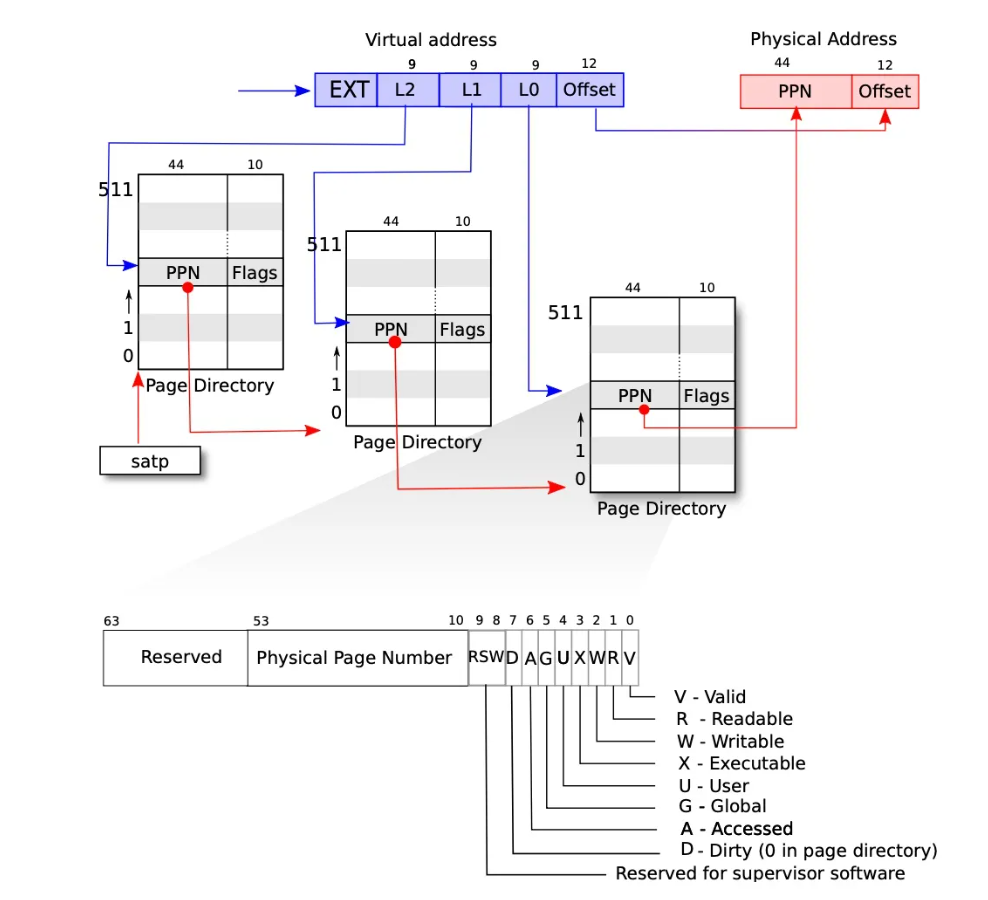 Virtual address
Physical Address
9 9 9 12
44 12
EXT L2 L1 L0 Offset
PPN Offset
44 10
511
PPN Flags
1
0
Page Directory
satp
44 10
511
PPN Flags
1
0
Page Directory
44 10
511
PPN Flags
1
0
Page Directory
63 53 10 9 8 7 6 5 4 3 2 1 0
Reserved Physical Page Number RSW D A G U X W R V
V - Valid
R - Readable
W - Writable
X - Executable
U - User
G - Global
A - Accessed
D - Dirty (0 in page directory)
Reserved for supervisor software